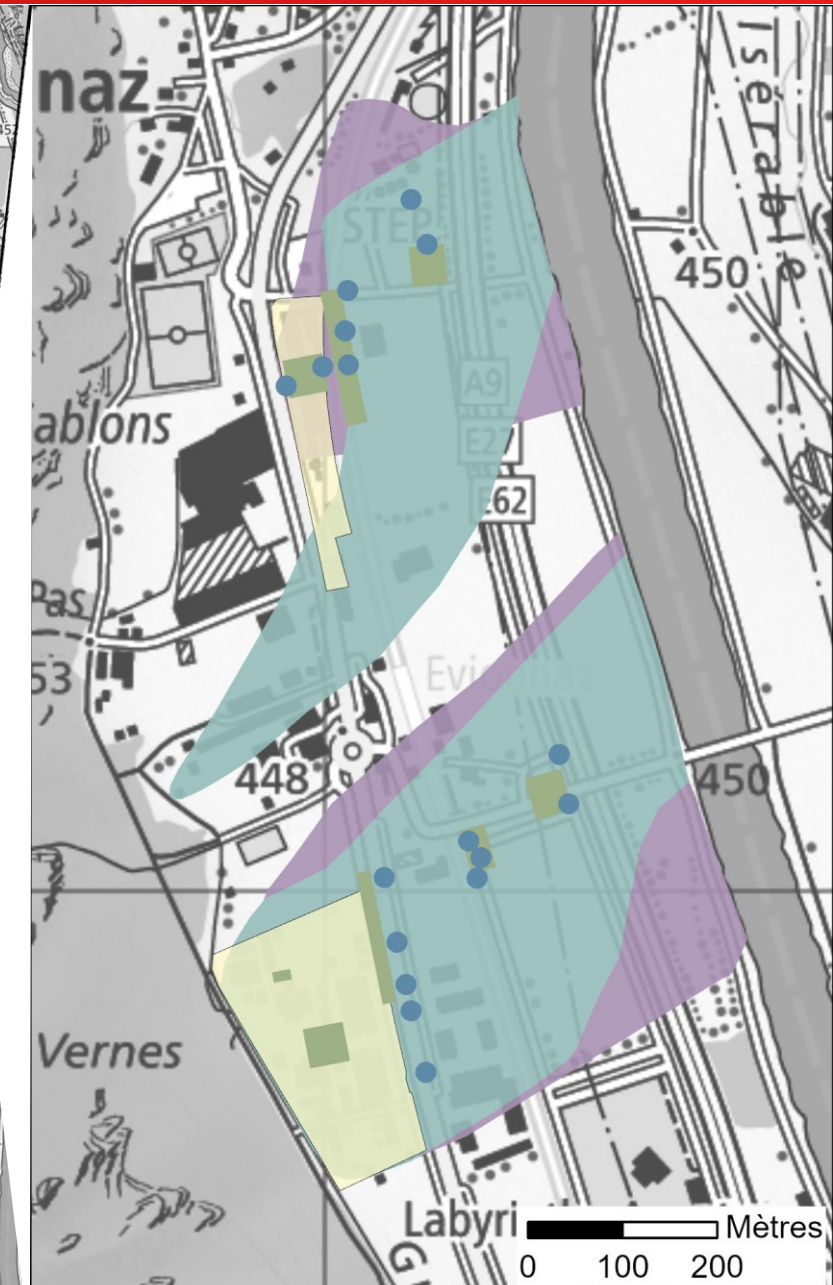 naz
Isérable
STEP
450
A9
E27
ablons
E62
Pas
53
Evionnaz
448
450
Vernes
Labyri
Mètres
0 100 200